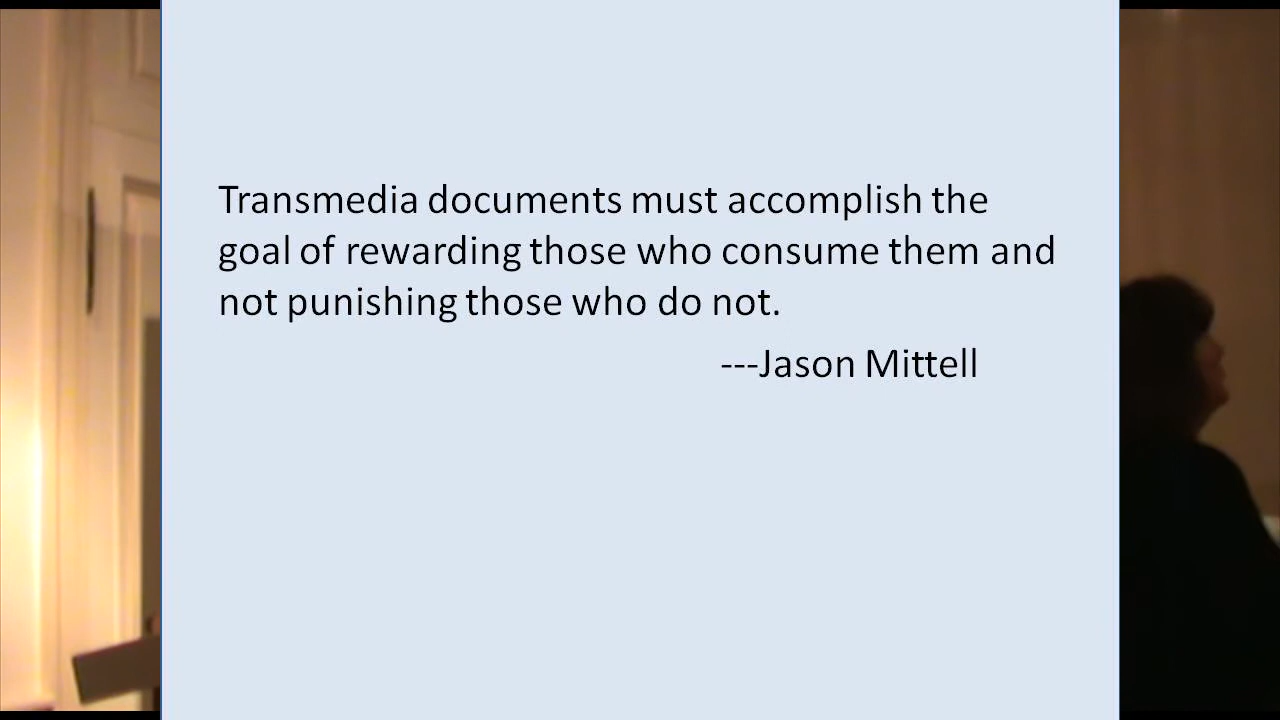 Transmedia documents must accomplish the
goal of rewarding those who consume them and
not punishing those who do not.
---Jason Mittell